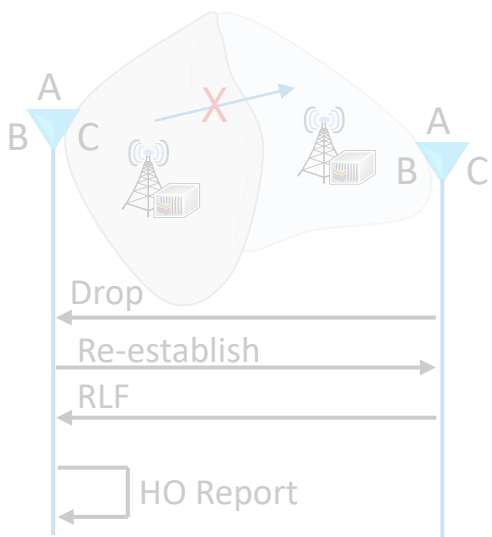 A
B C
X
A
B C
Drop
Re-establish
RLF
HO Report